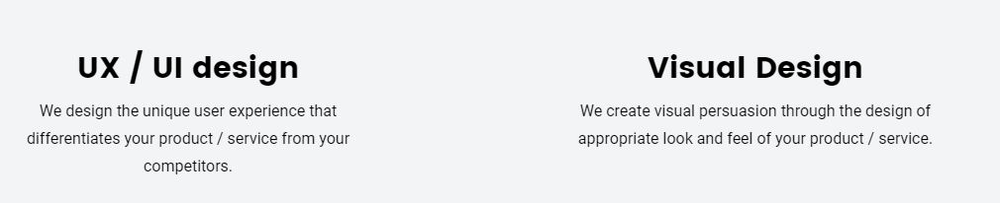 UX / UI design
We design the unique user experience that
differentiates your product / service from your
competitors.
Visual Design
We create visual persuasion through the design of
appropriate look and feel of your product / service.